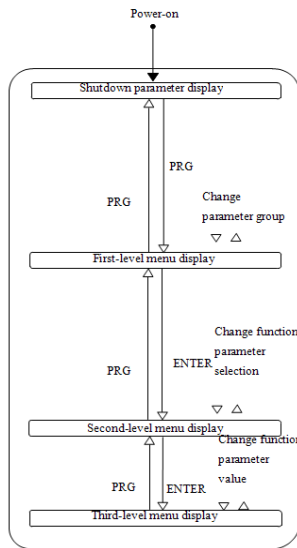 Power-on
Shutdown parameter display
PRG
PRG
Change
parameter group
First-level menu display
PRG
ENTER
Change function
parameter
selection
Second-level menu display
Change function
parameter
value
PRG
ENTER
Third-level menu display